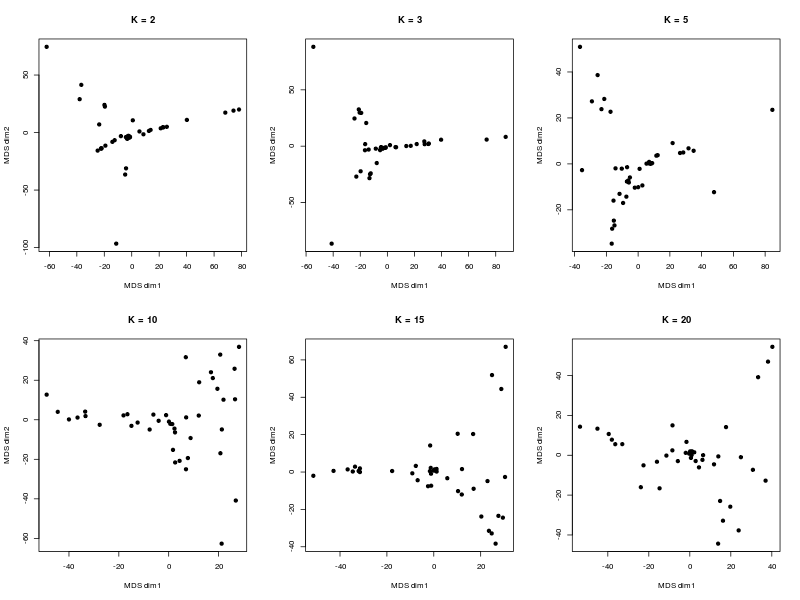 K = 2
K = 3
K = 5
50
0
-50
-100
MDS dim2
-60 -40 -20 0 20 40 60 80
MDS dim1
50
0
-50
MDS dim2
-60 -40 -20 0 20 40 60 80
MDS dim1
40
20
0
-20
MDS dim2
-40 -20 0 20 40 60 80
MDS dim1
K = 10
K = 15
K = 20
40
20
0
-20
-40
-60
MDS dim2
-40 -20 0 20
MDS dim1
60
40
20
0
-20
-40
MDS dim2
-40 -20 0 20
MDS dim1
40
20
0
-20
-40
MDS dim2
-40 -20 0 20 40
MDS dim1